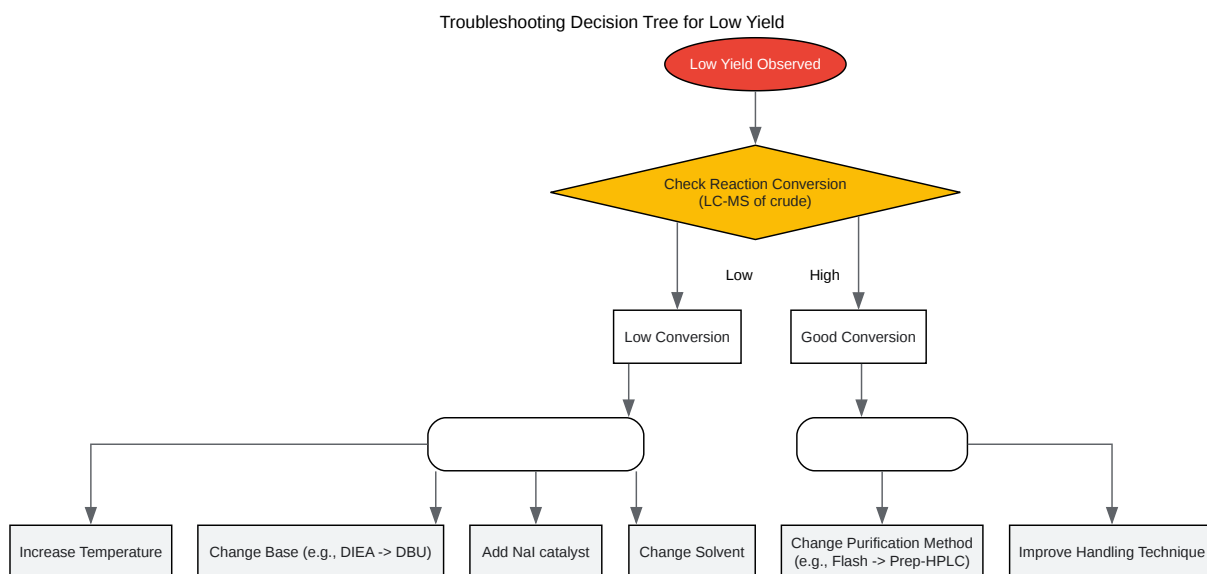 Troubleshooting Decision Tree for Low Yield
Low Yield Observed
Check Reaction Conversion
(LC-MS of crude)
Low
High
Low Conversion
Good Conversion
Increase Temperature
Change Base (e.g., DIEA -> DBU)
Add NaI catalyst
Change Solvent
Change Purification Method
(e.g., Flash -> Prep-HPLC)
Improve Handling Technique